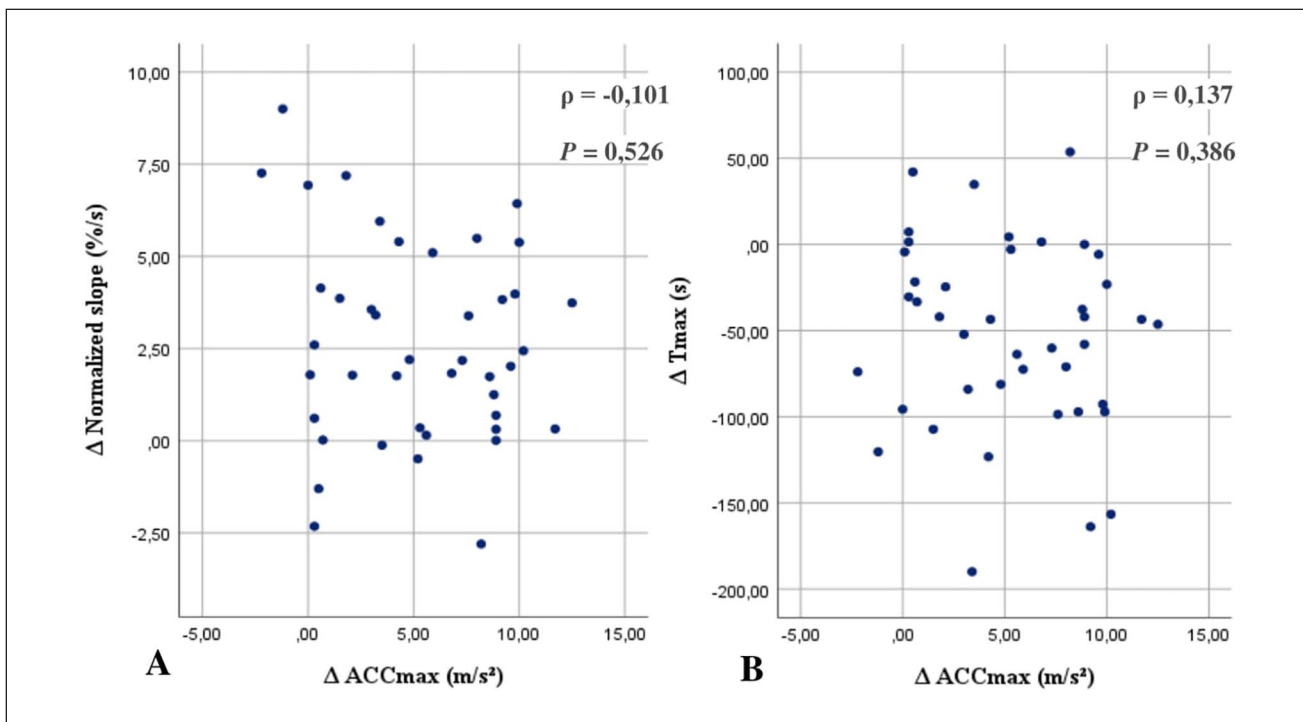 10,00
7,50
5,00
2,50
,00
-2,50
-5,00
,00
5,00
10,00
15,00
Δ Normalized slope (%/s)
Δ ACCmax (m/s²)
ρ = -0,101
P = 0,526
A
100,00
50,00
,00
-50,00
-100,00
-150,00
-200,00
-5,00
,00
5,00
10,00
15,00
Δ Tmax (s)
Δ ACCmax (m/s²)
ρ = 0,137
P = 0,386
B